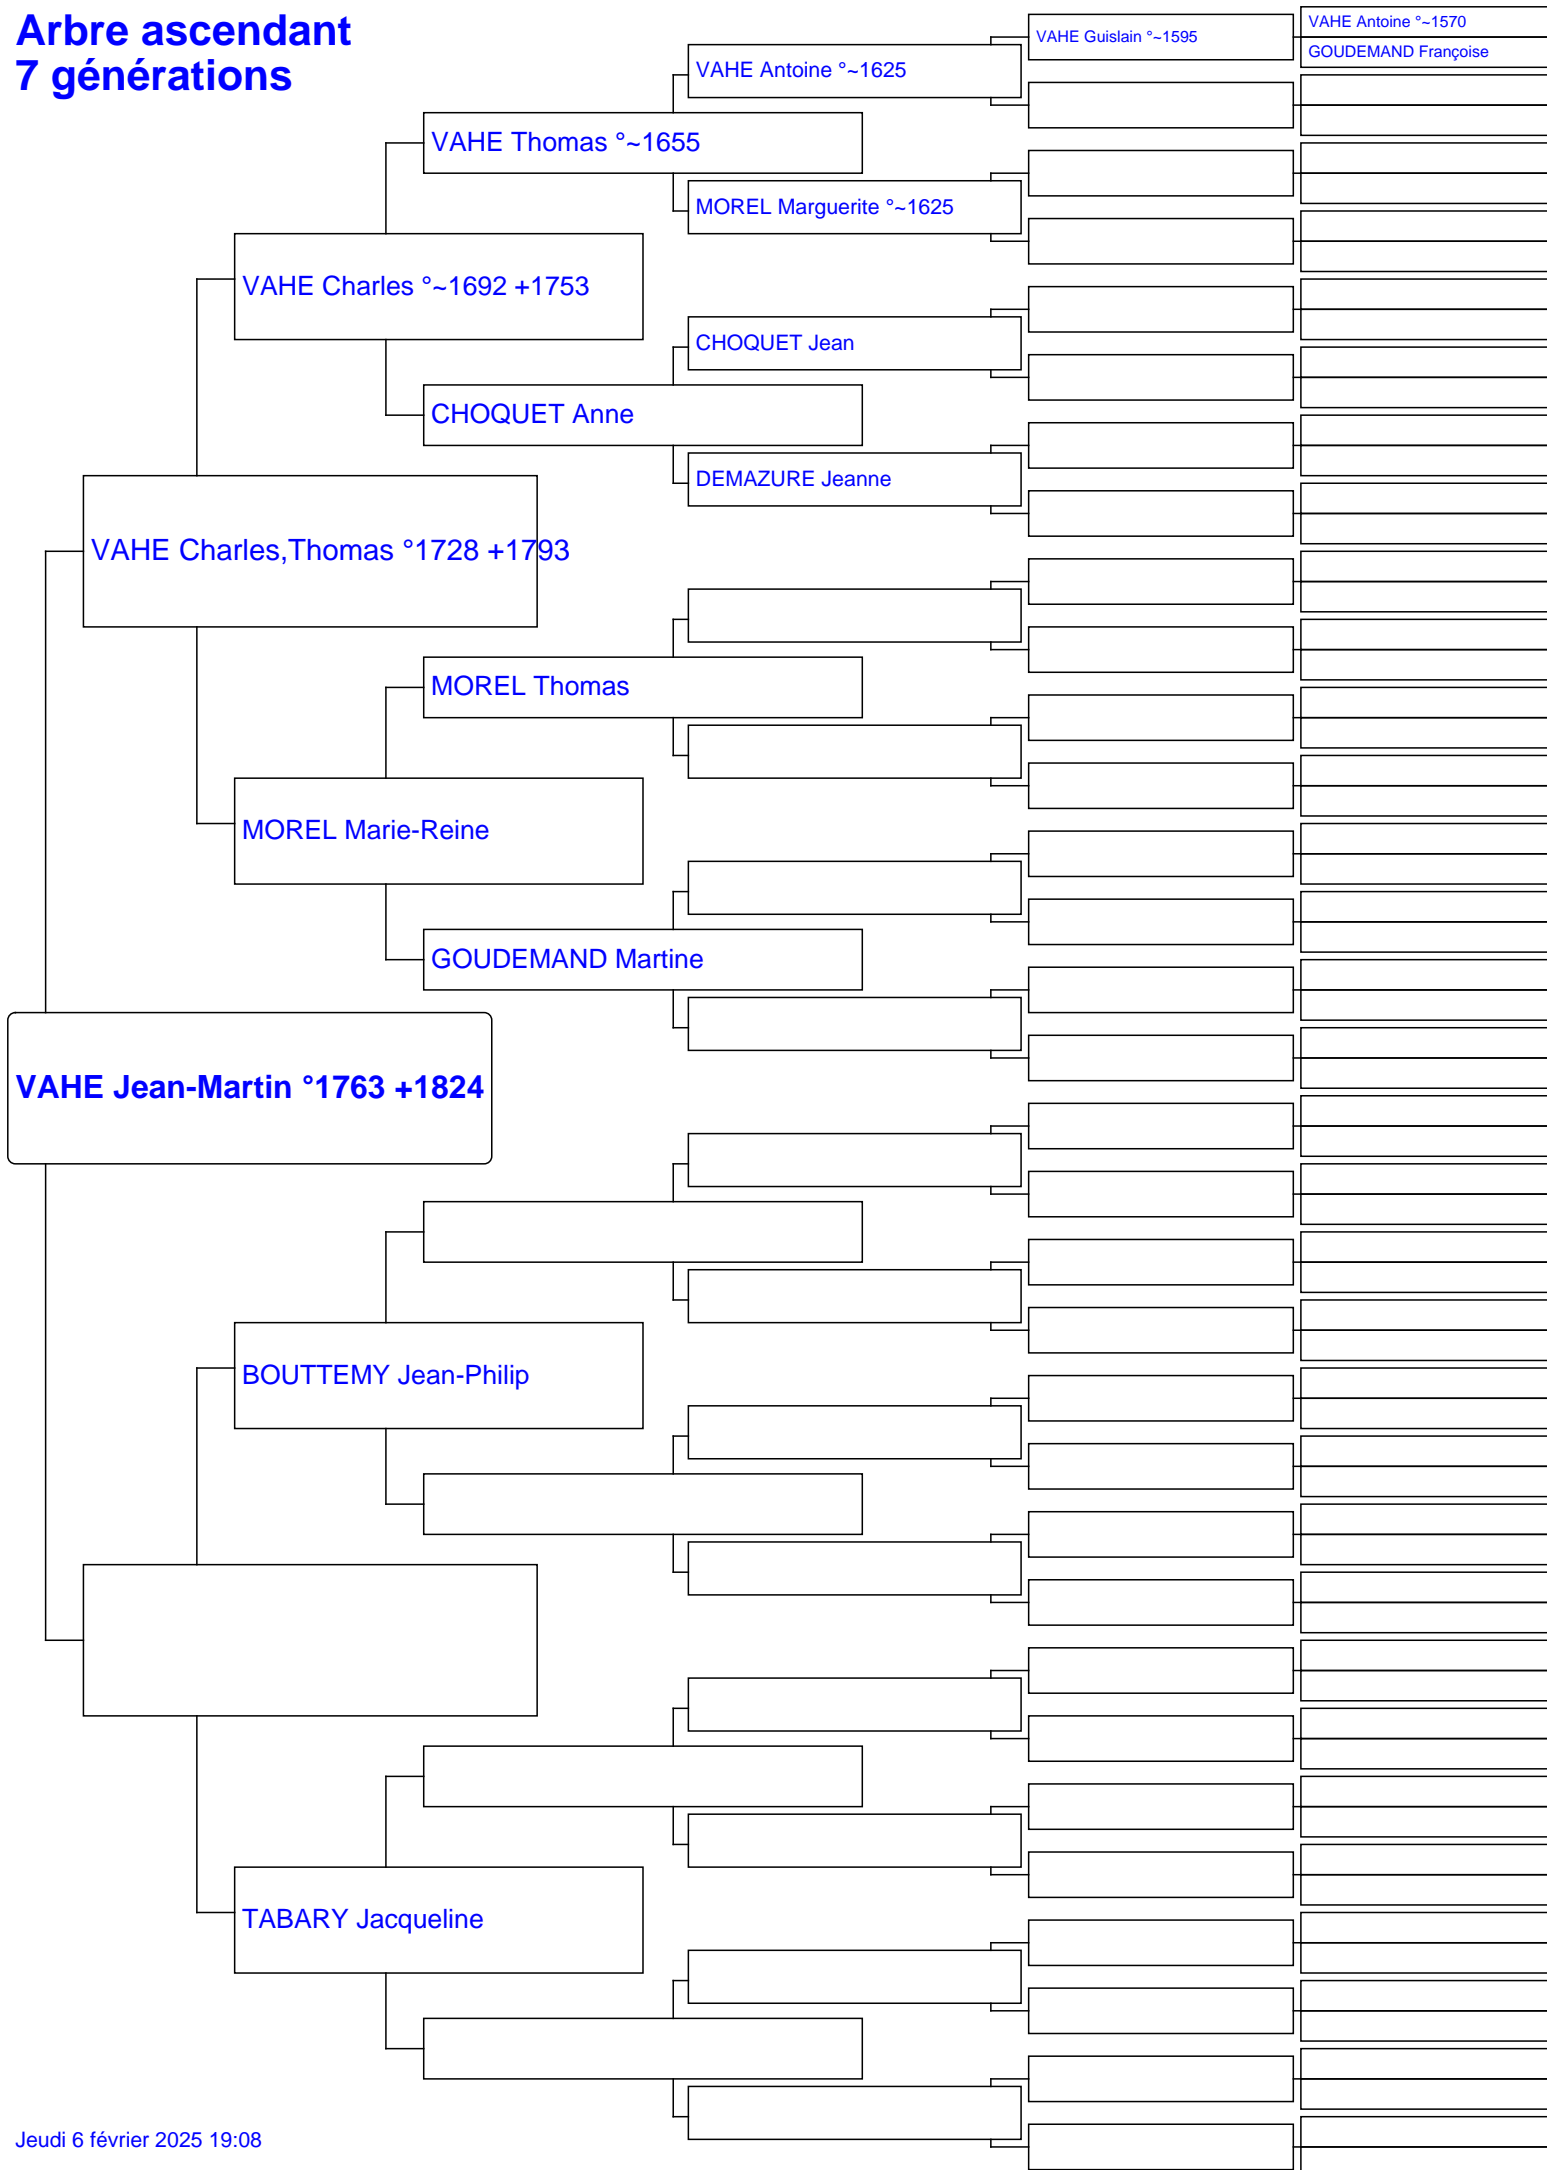 Arbre ascendant
7 générations
VAHE Guislain °~1595
VAHE Antoine °~1570
GOUDEMAND Françoise
VAHE Antoine °~1625
VAHE Thomas °~1655
MOREL Marguerite °~1625
VAHE Charles °~1692 +1753
CHOQUET Jean
CHOQUET Anne
DEMAZURE Jeanne
VAHE Charles,Thomas °1728 +1793
MOREL Thomas
MOREL Marie-Reine
GOUDEMAND Martine
VAHE Jean-Martin °1763 +1824
BOUTTEMY Jean-Philip
TABARY Jacqueline
Jeudi 6 février 2025 19:08